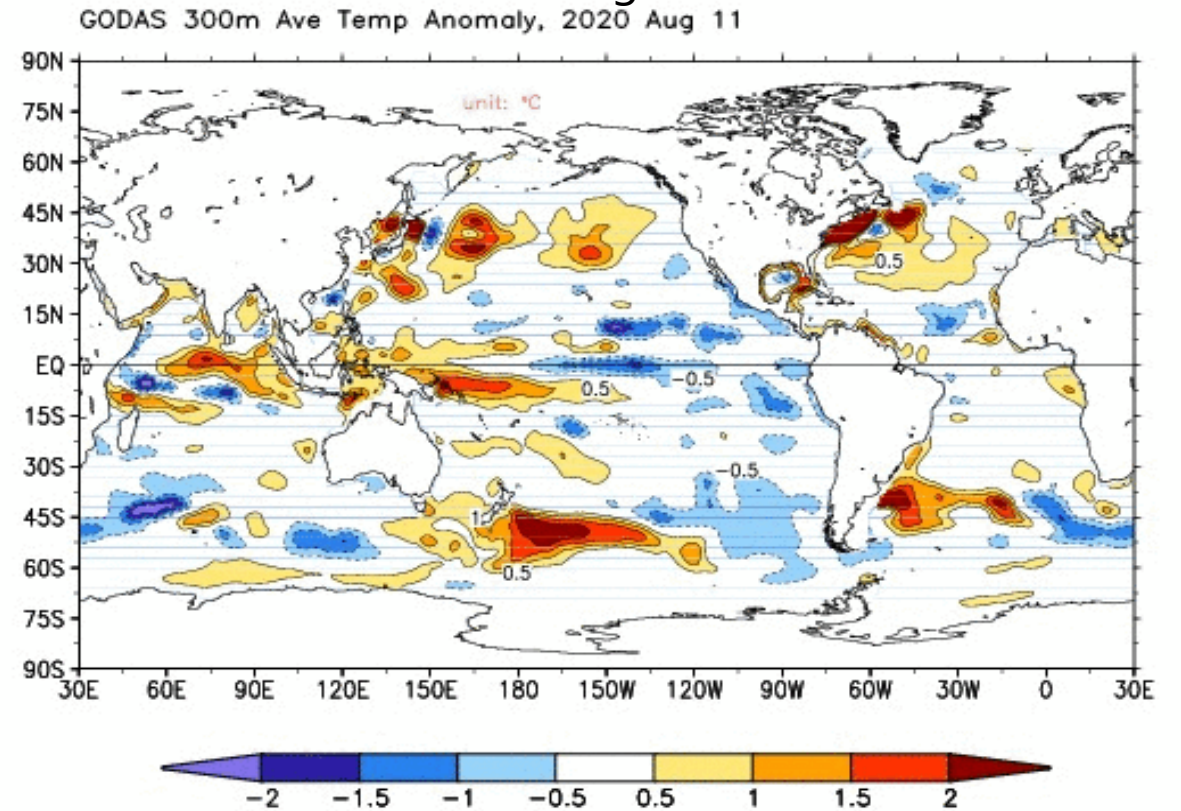 GODAS 300m Ave Temp Anomaly, 2020 Aug 11
90N
unit: °C
75N
60N
45N
30N
0.5
15N
EQ
-0.5
0.5
15S
30S
-0.5
45S
1
60S
0.5
75S
90S
30E 60E 90E 120E 150E 180 150W 120W 90W 60W 30W 0 30E
-2 -1.5 -1 -0.5 0.5 1 1.5 2